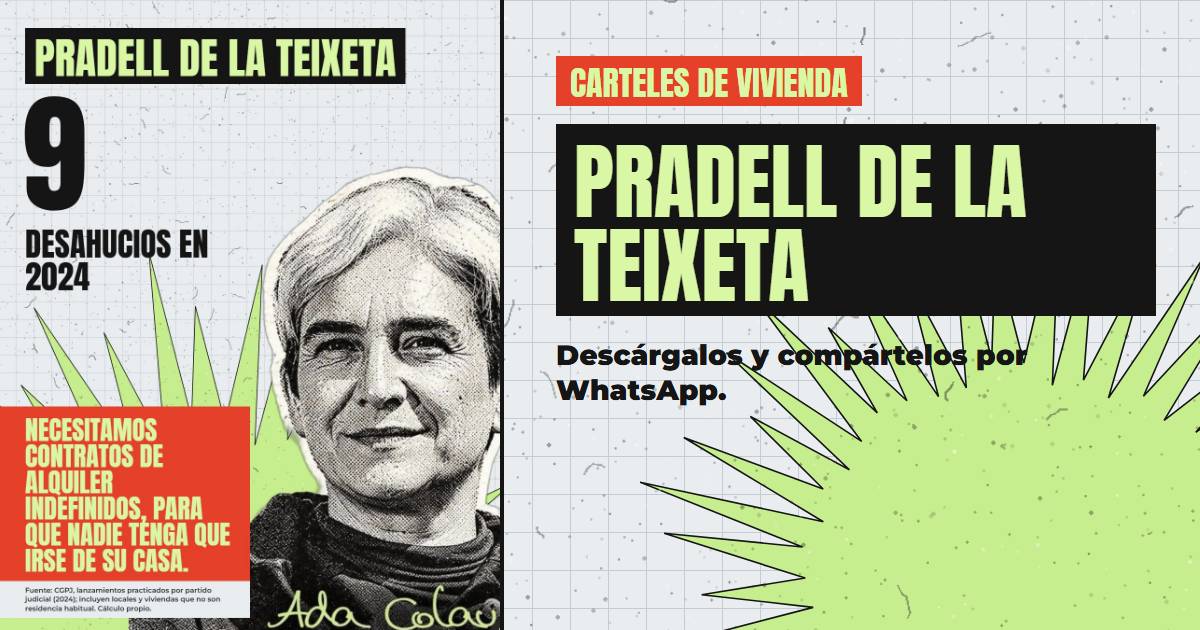 PRADELL DE LA TEIXETA
9
DESAHUCIOS EN
2024
NECESITAMOS
CONTRATOS DE
ALQUILER
INDEFINIDOS, PARA
QUE NADIE TENGA QUE
IRSE DE SU CASA.
Fuente: CGPJ, lanzamientos practicados por partido
judicial (2024); incluyen locales y viviendas que no son
residencia habitual. Cálculo propio.
Ada Colau
CARTELES DE VIVIENDA
PRADELL DE LA
TEIXETA
Descárgalos y compártelos por
WhatsApp.